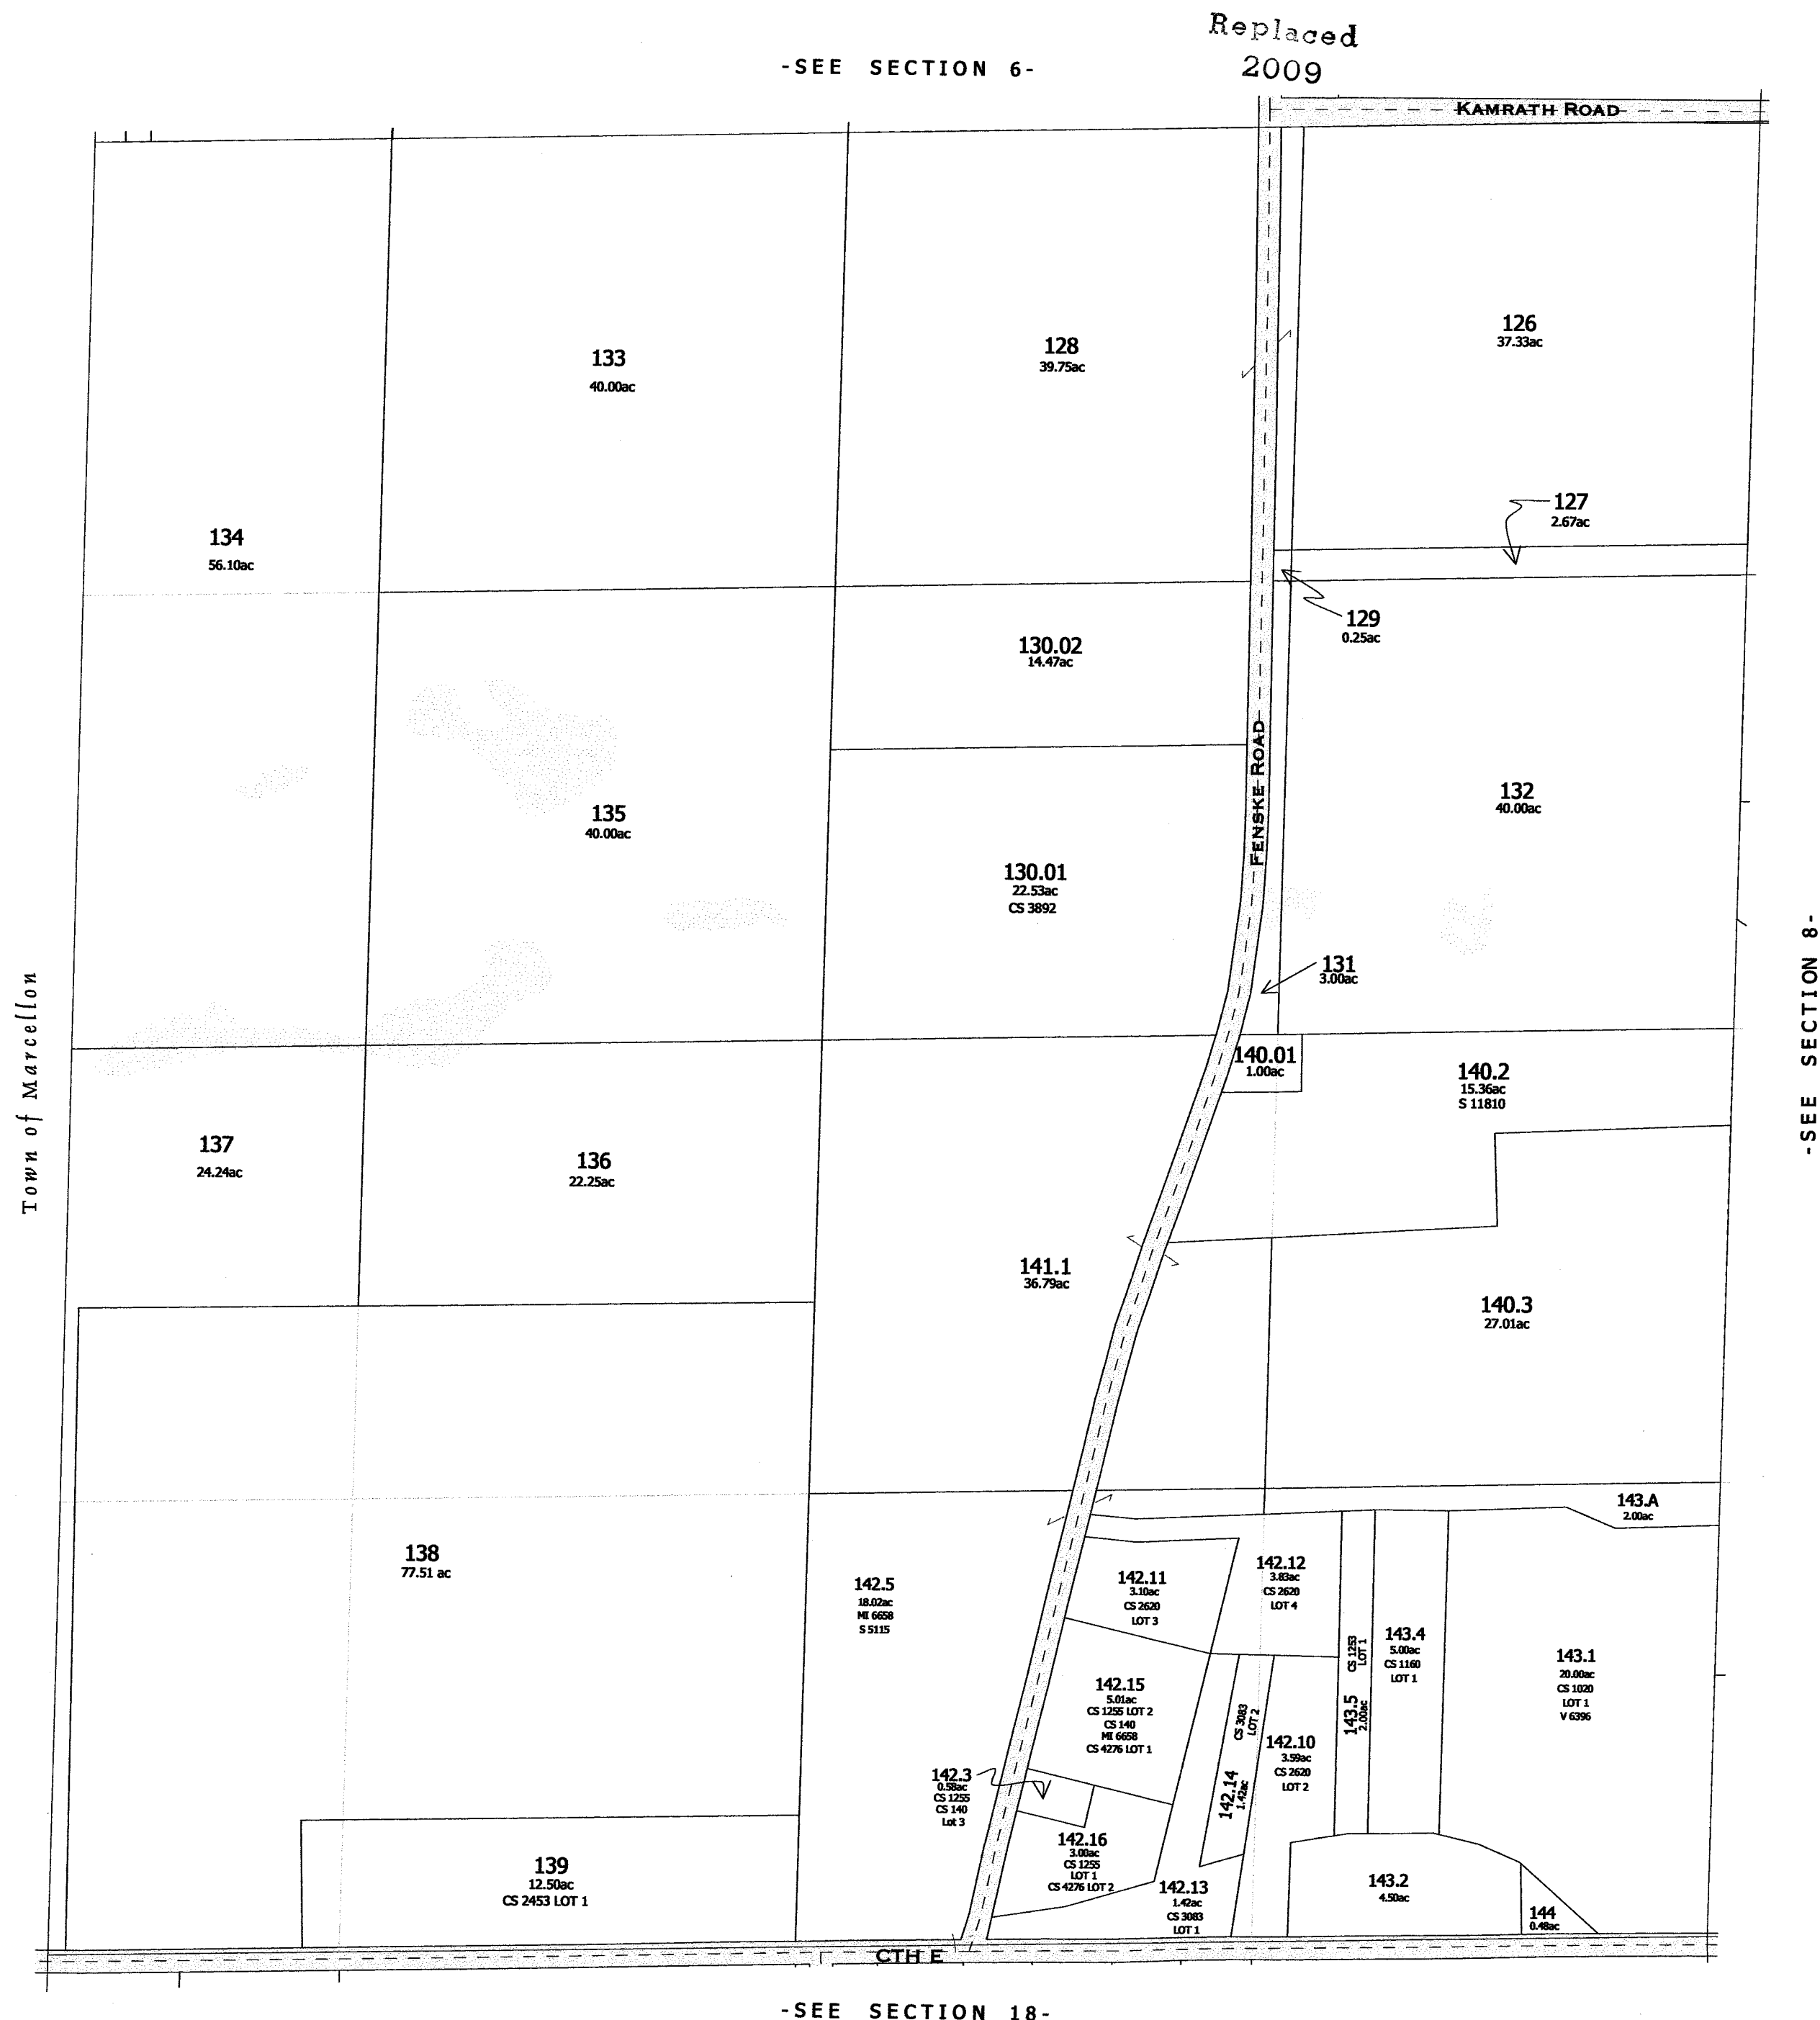 Replaced
2009
-SEE SECTION 6-
KAMRATH ROAD
126
37.33ac
128
39.75ac
133
40.00ac
127
2.67ac
134
56.10ac
129
0.25ac
130.02
14.47ac
FENSKE ROAD
132
40.00ac
135
40.00ac
130.01
22.53ac
CS 3892
131
3.00ac
Town of Marcellon
-SEE SECTION 8-
140.01
1.00ac
140.2
15.36ac
S 11810
137
24.24ac
136
22.25ac
141.1
36.79ac
140.3
27.01ac
143.A
2.00ac
138
77.51 ac
142.5
18.02ac
MI 6658
S 5115
142.11
3.10ac
CS 2620
LOT 3
142.12
3.83ac
CS 2620
LOT 4
143.5
2.00ac
CS 1253
LOT 1
143.4
5.00ac
CS 1160
LOT 1
143.1
20.00ac
CS 1020
LOT 1
V 6396
142.15
5.01ac
CS 1255 LOT 2
CS 140
MI 6658
CS 4276 LOT 1
142.14
1.42ac
CS 3083
LOT 2
142.10
3.59ac
CS 2620
LOT 2
142.3
0.58ac
CS 1255
CS 140
Lot 3
142.16
3.00ac
CS 1255
LOT 1
CS 4276 LOT 2
139
12.50ac
CS 2453 LOT 1
142.13
1.42ac
CS 3083
LOT 1
143.2
4.50ac
144
0.48ac
CTH E
-SEE SECTION 18-